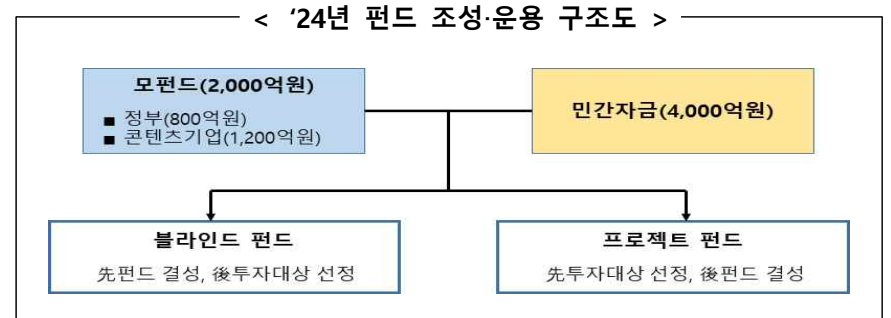 < ‘24년 펀드 조성·운용 구조도 >
모펀드(2,000억원)
■ 정부(800억원)
■ 콘텐츠기업(1,200억원)
민간자금(4,000억원)
블라인드 펀드
先펀드 결성, 後투자대상 선정
프로젝트 펀드
先투자대상 선정, 後펀드 결성